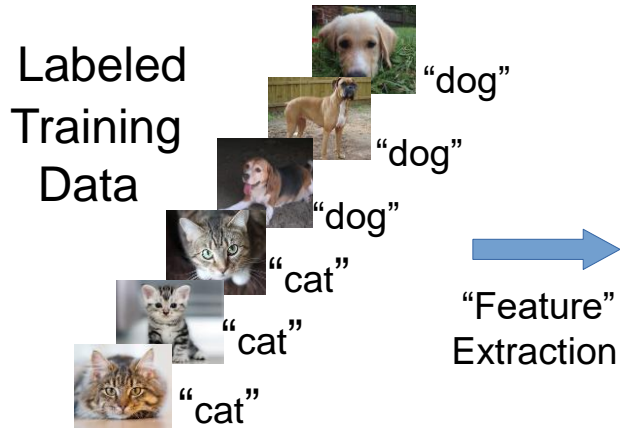 Labeled
Training
Data
“dog”
“dog”
“dog”
“cat”
“cat”
“cat”
“Feature”
Extraction